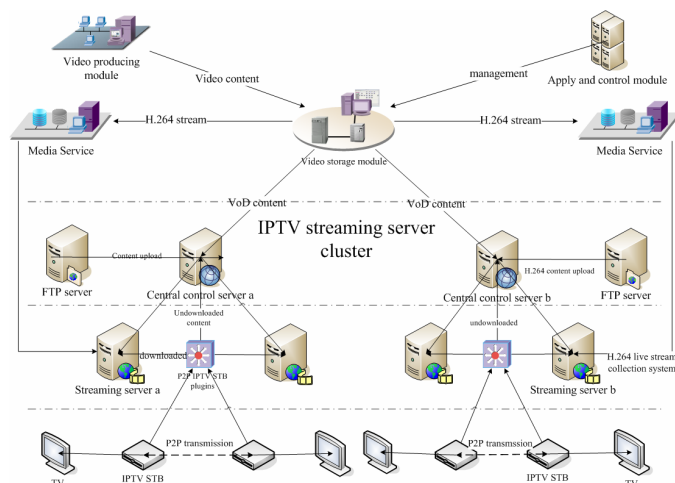 Video producing
module
Video content
management
Apply and control module
H.264 stream
H.264 stream
Media Service
Video storage module
Media Service
VoD content
VoD content
IPTV streaming server
cluster
Content upload
H.264 content upload
FTP server
Central control server a
Central control server b
FTP server
Undownloaded
content
undownloaded
downloaded
H.264 live stream
collection system
Streaming server a
P2P IPTV STB
plugins
Streaming server b
P2P transmission
P2P transmssion
TV
IPTV STB
IPTV STB
TV